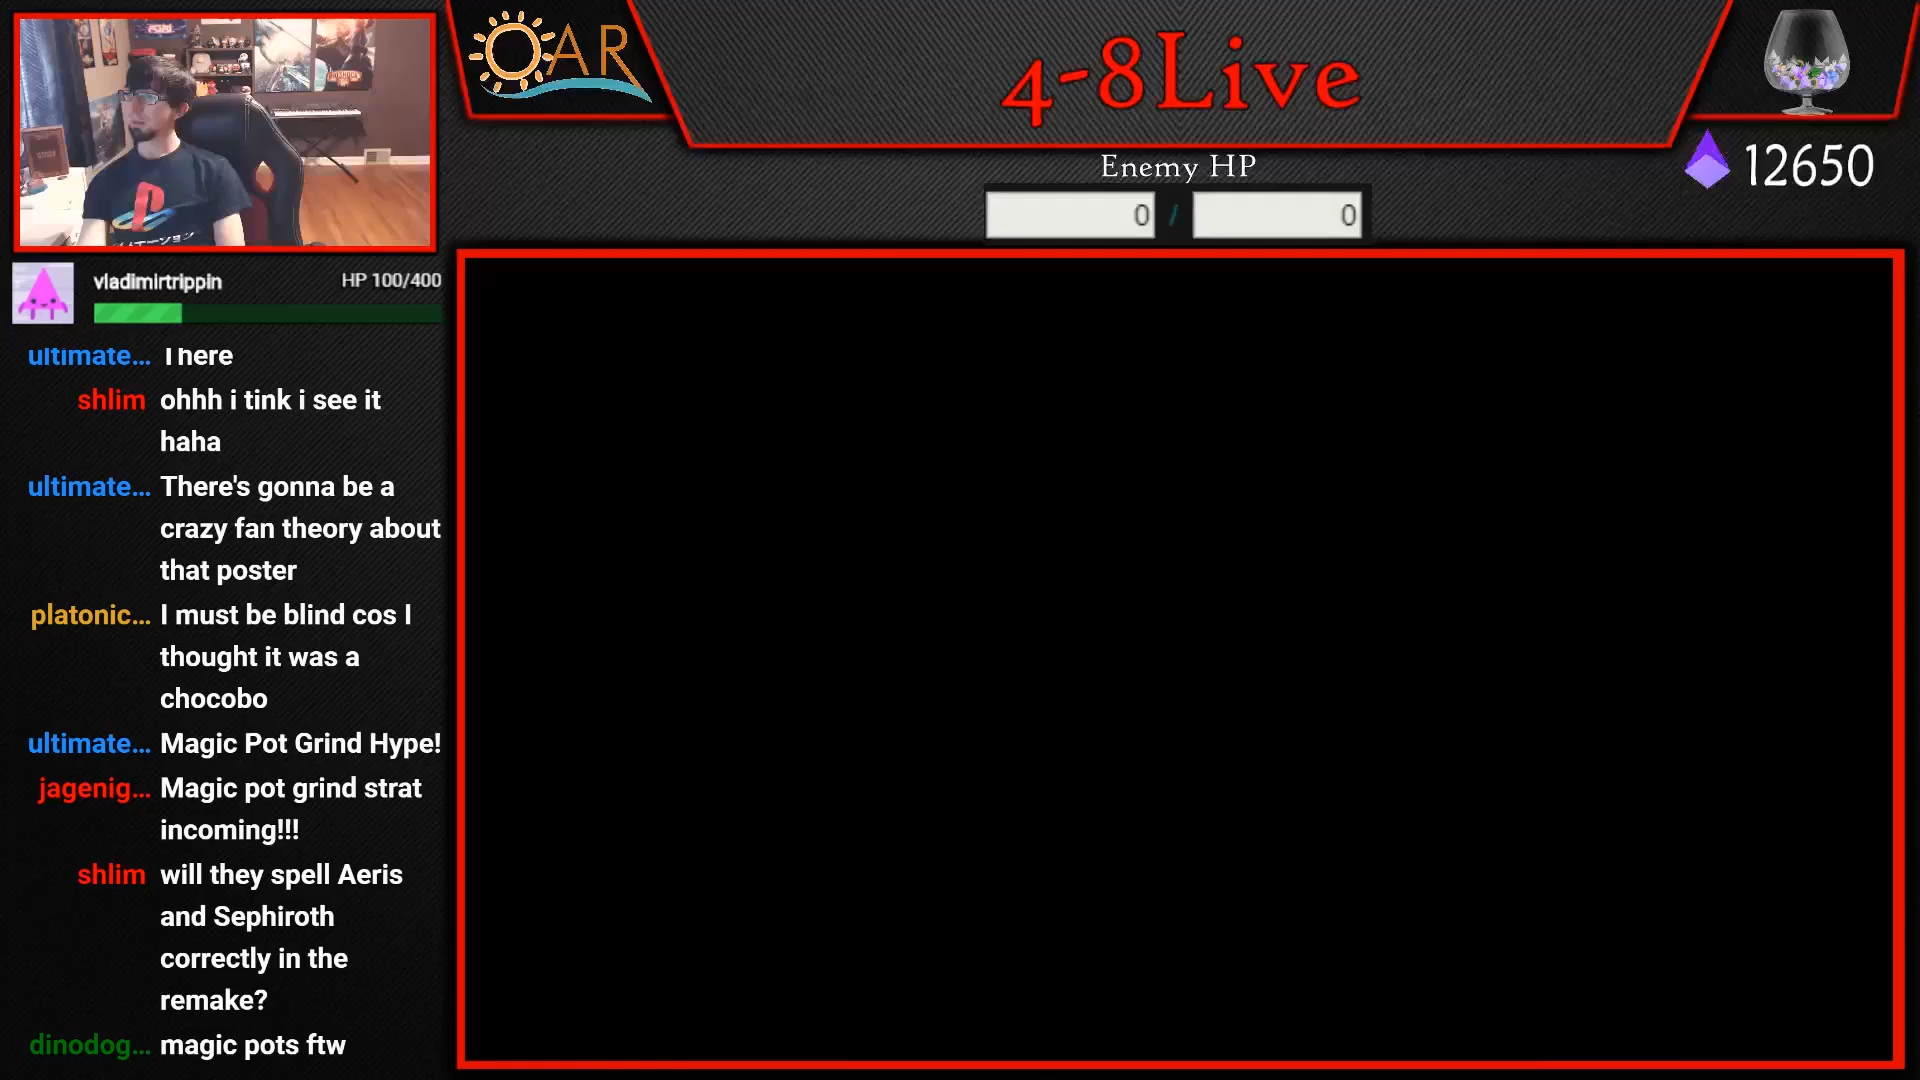 OAR
4-8Live
Enemy HP
0 / 0
12650
vladimirtrippin HP 100/400
ultimate... There
shlim ohhh i tink i see it
haha
ultimate... There's gonna be a
crazy fan theory about
that poster
platonic... I must be blind cos I
thought it was a
chocobo
ultimate... Magic Pot Grind Hype!
jagenig... Magic pot grind strat
incoming!!!
shlim will they spell Aeris
and Sephiroth
correctly in the
remake?
dinodog... magic pots ftw